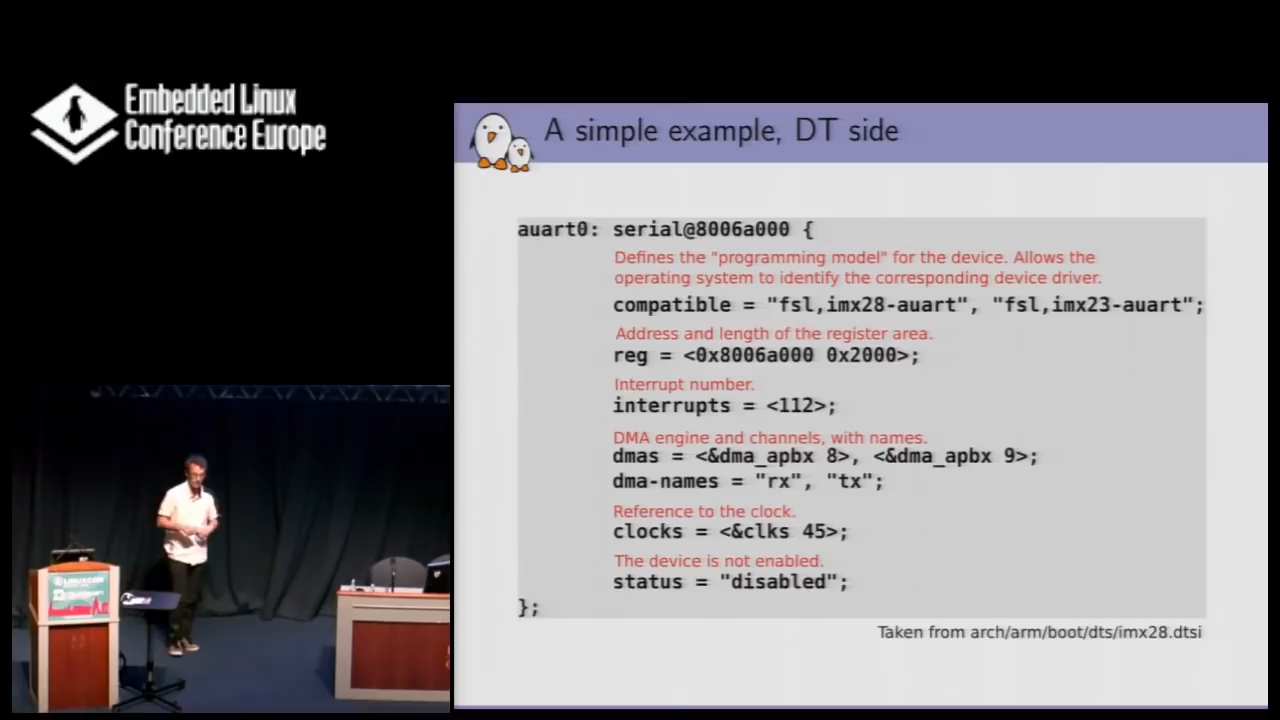 Embedded Linux
Conference Europe
A simple example, DT side
auart0: serial@8006a000 {
Defines the "programming model" for the device. Allows the
operating system to identify the corresponding device driver.
compatible = "fsl,imx28-auart", "fsl,imx23-auart";
Address and length of the register area.
reg = <0x8006a000 0x2000>;
Interrupt number.
interrupts = <112>;
DMA engine and channels, with names.
dmas = <&dma_apbx 8>, <&dma_apbx 9>;
dma-names = "rx", "tx";
Reference to the clock.
clocks = <&clks 45>;
The device is not enabled.
status = "disabled";
};
Taken from arch/arm/boot/dts/imx28.dtsi
LINUXCON